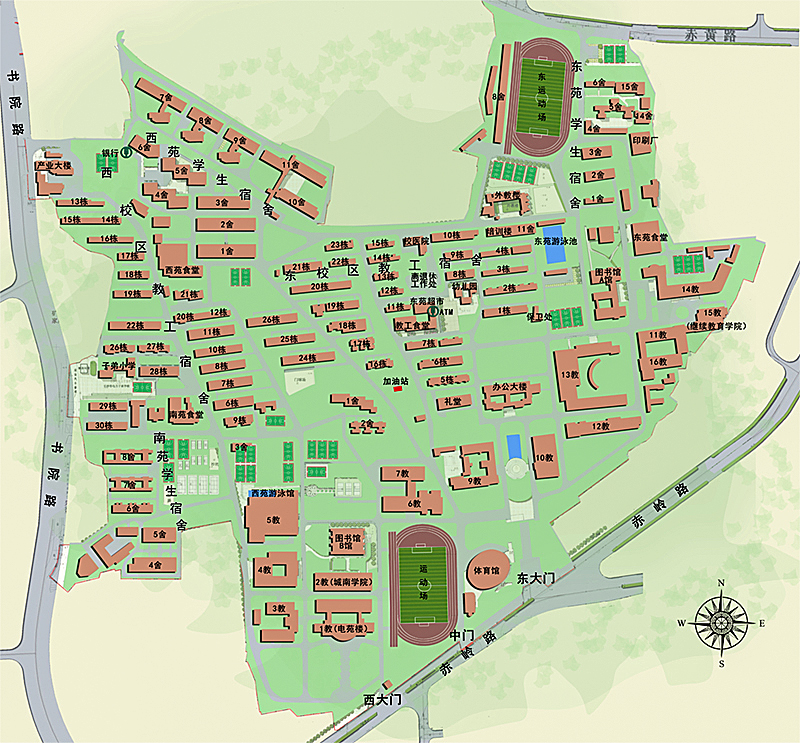 赤黄路
书院路
东苑学生宿舍
东运动场
8舍
6舍
15舍
5舍
14舍
4舍
印刷厂
3舍
2舍
1舍
7舍
8舍
9舍
11舍
10舍
西苑学生宿舍
银行
6舍
5舍
4舍
3舍
2舍
1舍
产业大楼
13栋
15栋
14栋
16栋
17栋
18栋
19栋
西校区教工宿舍
西苑食堂
21栋
20栋
12栋
22栋
11栋
10栋
8栋
7栋
6栋
9栋
26栋
27栋
子弟小学
28栋
29栋
30栋
南苑食堂
南苑学生宿舍
8舍
7舍
6舍
5舍
4舍
3舍
外教楼
培训楼
11舍
东苑游泳池
东苑食堂
图书馆
A馆
14教
15教
(继续教育学院)
11教
16教
13教
12教
保卫处
东校区教工宿舍
23栋
22栋
21栋
20栋
19栋
18栋
17栋
16栋
15栋
14栋
13栋
12栋
11栋
校医院
离退休
工作处
10栋
9栋
8栋
幼儿园
4栋
3栋
2栋
1栋
东苑超市
ATM
教工食堂
7栋
6栋
5栋
礼堂
26栋
25栋
24栋
加油站
1舍
2舍
办公大楼
10教
9教
7教
6教
西苑游泳馆
5教
图书馆
B馆
4教
2教(城南学院)
3教
1教(电苑楼)
运动场
体育馆
东大门
中门
西大门
赤岭路
赤岭路
书院路
N
W
E
S